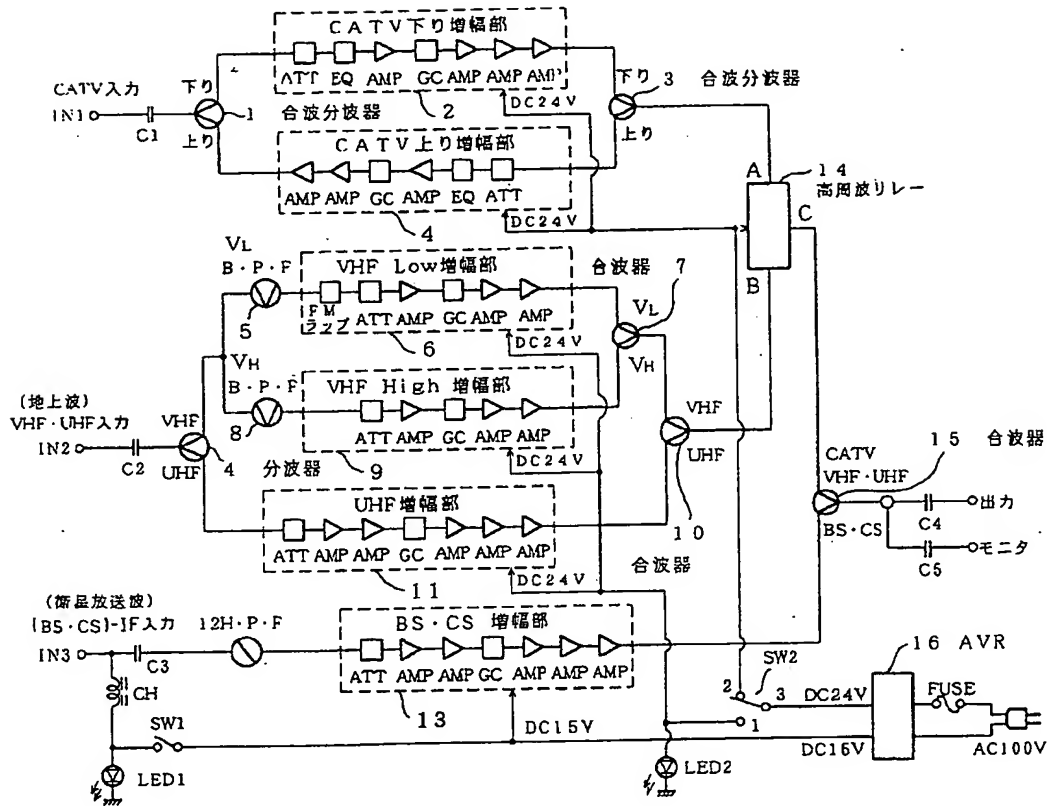 CATV下り増幅部
ATT EQ AMP GC AMP AMP AMP
CATV入力
下り
IN1
C1
1
合波分波器
上り
2
DC24V
下り
3 合波分波器
上り
CATV上り増幅部
AMP AMP GC AMP EQ ATT
4
DC24V
A
14
高周波リレー
C
B
VL
B・P・F
5
VHF Low増幅部
FM
ラップ
ATT AMP GC AMP AMP
6
DC24V
合波器
7
VL
VH
VH
B・P・F
8
VHF High 増幅部
ATT AMP GC AMP AMP
9
DC24V
(地上波)
VHF・UHF入力
IN2
C2
VHF
UHF
4
分波器
VHF
UHF
10
合波器
UHF増幅部
ATT AMP AMP GC AMP AMP AMP
11
DC24V
CATV
VHF・UHF
BS・CS
15 合波器
C4
出力
C5
モニタ
(衛星放送波)
(BS・CS)-IF入力
IN3
C3
12H・P・F
BS・CS 増幅部
ATT AMP AMP GC AMP AMP AMP
13
DC15V
CH
SW1
LED1
LED2
SW2
2
3
1
DC24V
DC16V
16 AVR
FUSE
AC100V